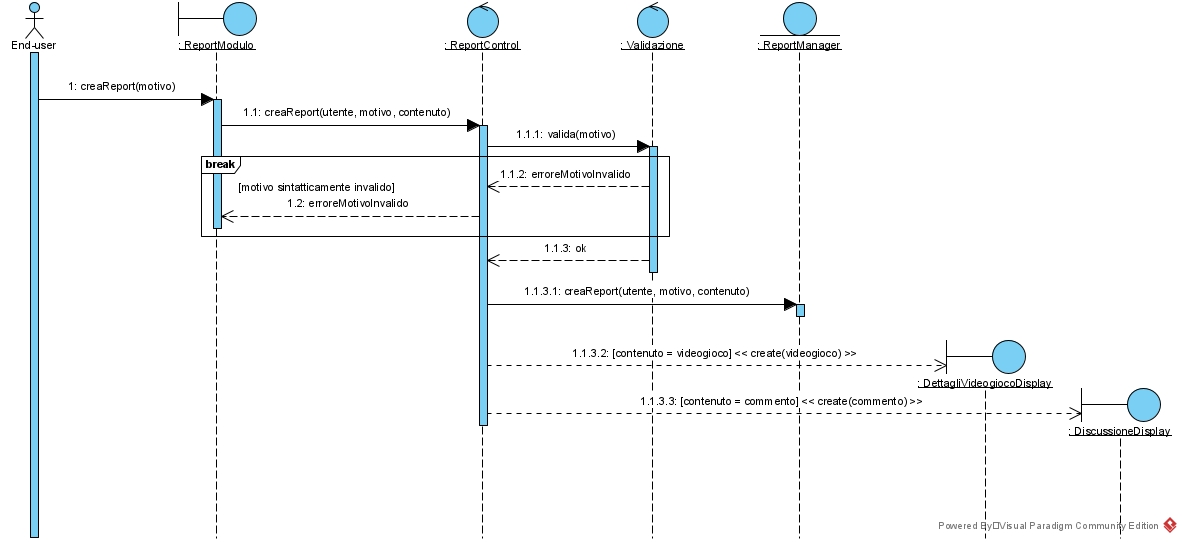 End-user
: ReportModulo
: ReportControl
: Validazione
: ReportManager
1: creaReport(motivo)
1.1: creaReport(utente, motivo, contenuto)
1.1.1: valida(motivo)
break
1.1.2: erroreMotivoInvalido
[motivo sintatticamente invalido]
1.2: erroreMotivoInvalido
1.1.3: ok
1.1.3.1: creaReport(utente, motivo, contenuto)
1.1.3.2: [contenuto = videogioco] << create(videogioco) >>
: DettagliVideogiocoDisplay
1.1.3.3: [contenuto = commento] << create(commento) >>
: DiscussioneDisplay
Powered By Visual Paradigm Community Edition